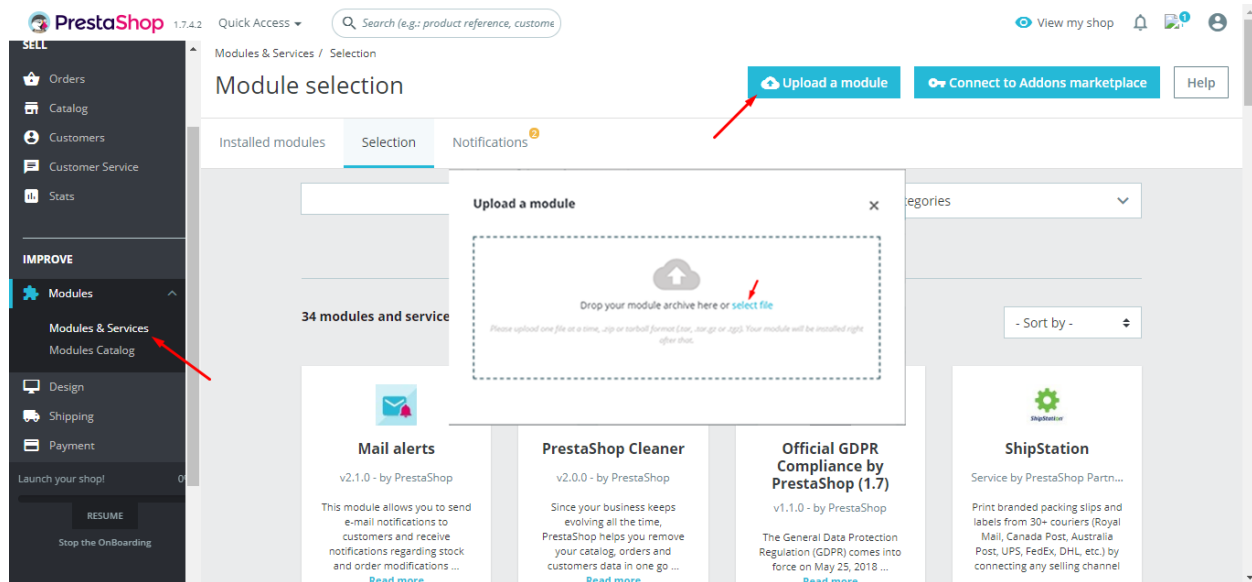 PrestaShop 1.7.4.2 Quick Access Search (e.g.: product reference, custome View my shop 1
SELL
Orders
Catalog
Customers
Customer Service
Stats
IMPROVE
Modules
Modules & Services
Modules Catalog
Design
Shipping
Payment
Launch your shop! 0%
RESUME
Stop the OnBoarding
Modules & Services / Selection
Module selection
Upload a module
Connect to Addons marketplace
Help
Installed modules Selection Notifications 2
Upload a module ×
Drop your module archive here or select file
Please upload one file at a time, .zip or tarball format (.tar, .tar.gz or .tgz). Your module will be installed right
after that.
egories
34 modules and service
- Sort by -
Mail alerts
v2.1.0 - by PrestaShop
This module allows you to send
e-mail notifications to
customers and receive
notifications regarding stock
and order modifications ...
Read more
PrestaShop Cleaner
v2.0.0 - by PrestaShop
Since your business keeps
evolving all the time,
PrestaShop helps you remove
your catalog, orders and
customers data in one go ...
Read more
Official GDPR
Compliance by
PrestaShop (1.7)
v1.1.0 - by PrestaShop
The General Data Protection
Regulation (GDPR) comes into
force on May 25, 2018 ...
Read more
ShipStation
ShipStation
Service by PrestaShop Partn...
Print branded packing slips and
labels from 30+ couriers (Royal
Mail, Canada Post, Australia
Post, UPS, FedEx, DHL, etc.) by
connecting any selling channel